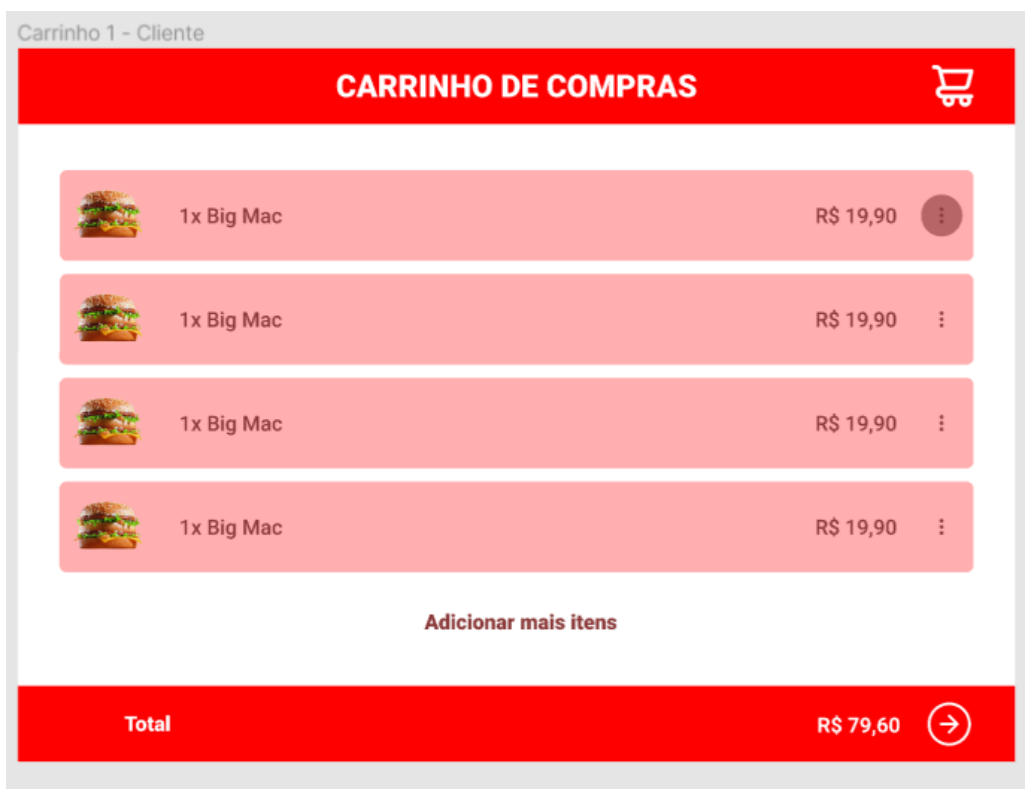 Carrinho 1 - Cliente
CARRINHO DE COMPRAS
1x Big Mac R$ 19,90
1x Big Mac R$ 19,90
1x Big Mac R$ 19,90
1x Big Mac R$ 19,90
Adicionar mais itens
Total R$ 79,60